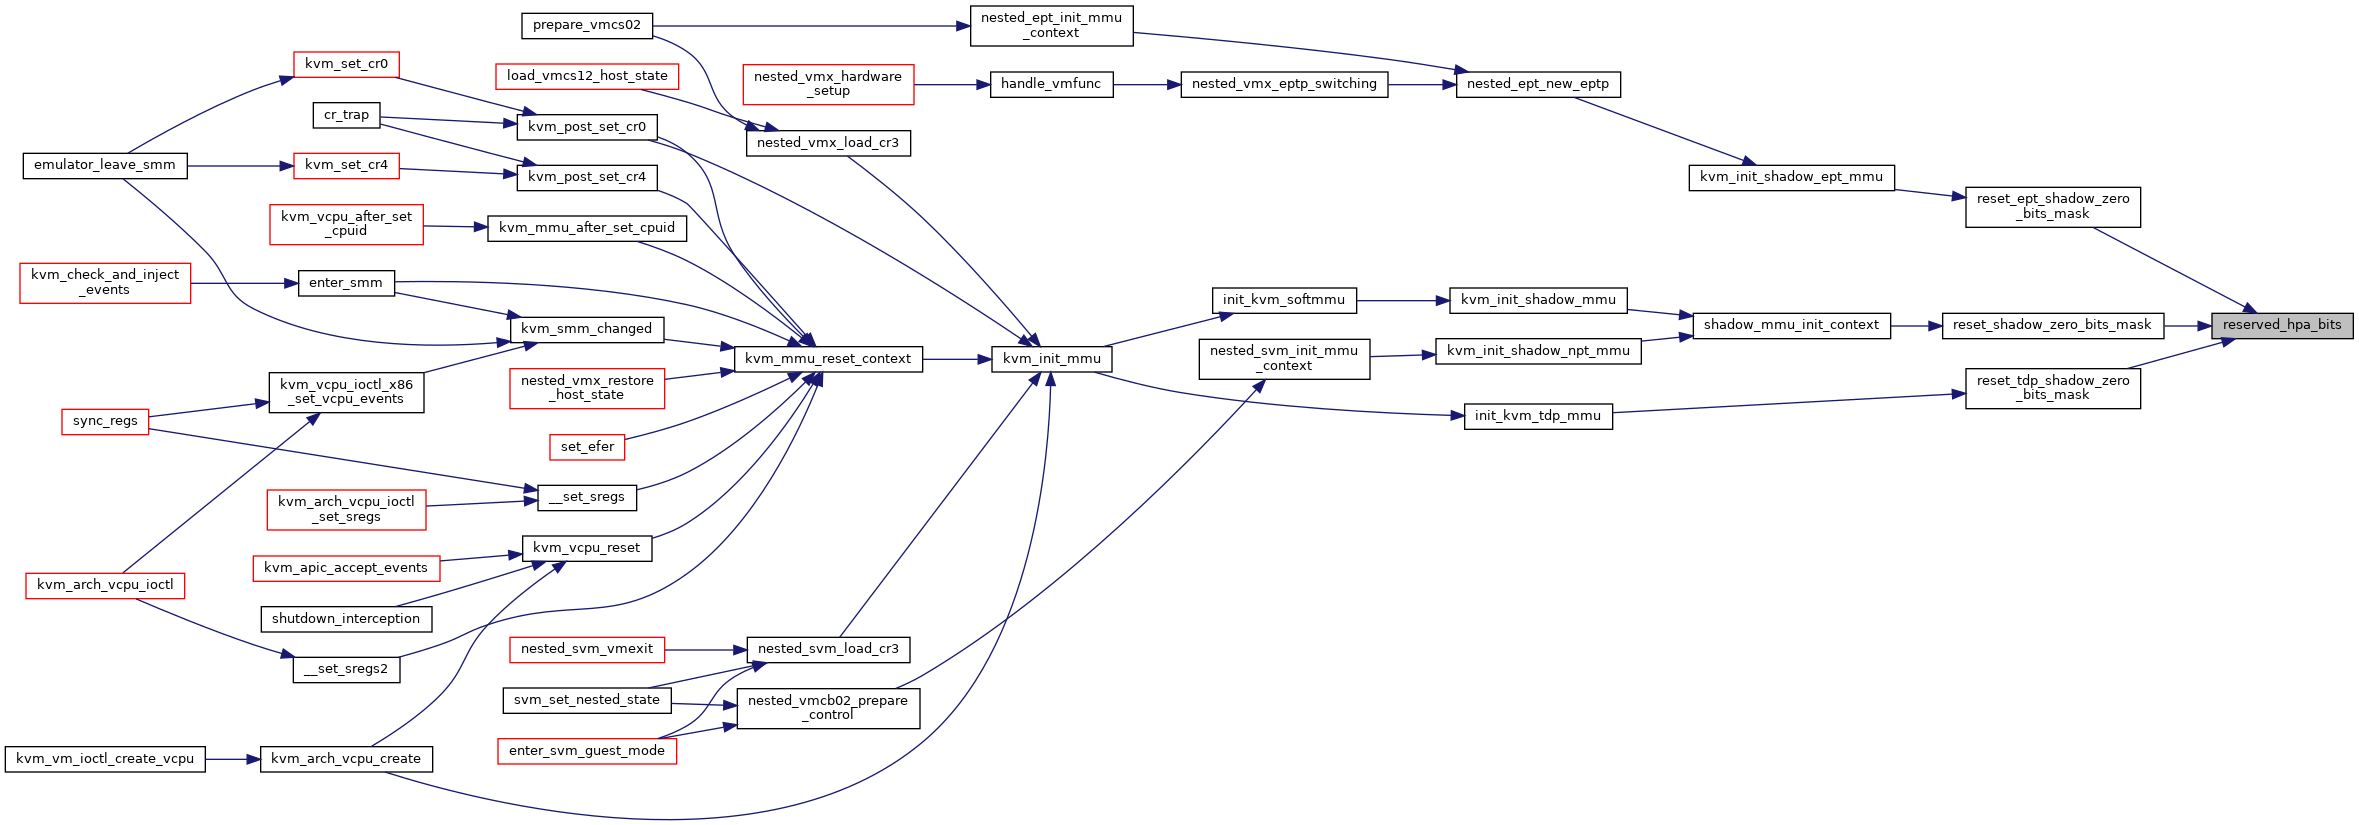 prepare_vmcs02
nested_ept_init_mmu
_context
kvm_set_cr0
load_vmcs12_host_state
nested_vmx_hardware
_setup
handle_vmfunc
nested_vmx_eptp_switching
nested_ept_new_eptp
cr_trap
kvm_post_set_cr0
nested_vmx_load_cr3
emulator_leave_smm
kvm_set_cr4
kvm_post_set_cr4
kvm_init_shadow_ept_mmu
reset_ept_shadow_zero
_bits_mask
kvm_vcpu_after_set
_cpuid
kvm_mmu_after_set_cpuid
kvm_check_and_inject
_events
enter_smm
kvm_smm_changed
init_kvm_softmmu
kvm_init_shadow_mmu
shadow_mmu_init_context
reset_shadow_zero_bits_mask
reserved_hpa_bits
kvm_mmu_reset_context
kvm_init_mmu
nested_svm_init_mmu
_context
kvm_init_shadow_npt_mmu
kvm_vcpu_ioctl_x86
_set_vcpu_events
nested_vmx_restore
_host_state
reset_tdp_shadow_zero
_bits_mask
sync_regs
init_kvm_tdp_mmu
set_efer
kvm_arch_vcpu_ioctl
_set_sregs
__set_sregs
kvm_vcpu_reset
kvm_apic_accept_events
kvm_arch_vcpu_ioctl
shutdown_interception
nested_svm_vmexit
nested_svm_load_cr3
__set_sregs2
svm_set_nested_state
nested_vmcb02_prepare
_control
enter_svm_guest_mode
kvm_vm_ioctl_create_vcpu
kvm_arch_vcpu_create